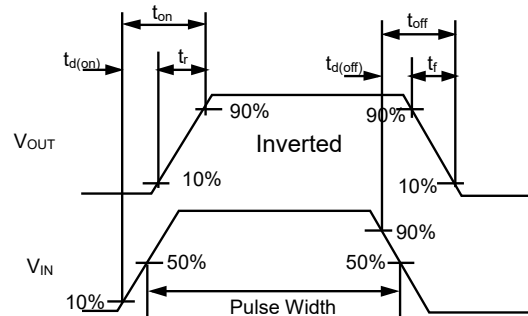 ton
toff
td(on)
tr
td(off)
tf
90%
90%
VOUT
Inverted
10%
10%
90%
VIN
50%
50%
10%
Pulse Width